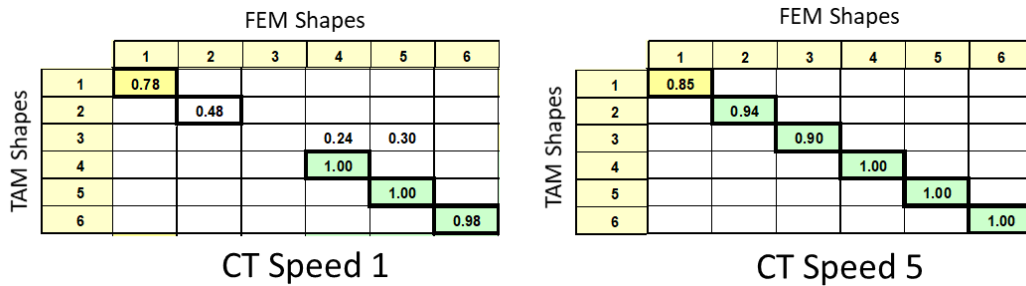 FEM Shapes
1 2 3 4 5 6
TAM Shapes
1 0.78
2 0.48
3 0.24 0.30
4 1.00
5 1.00
6 0.98
CT Speed 1
FEM Shapes
1 2 3 4 5 6
TAM Shapes
1 0.85
2 0.94
3 0.90
4 1.00
5 1.00
6 1.00
CT Speed 5